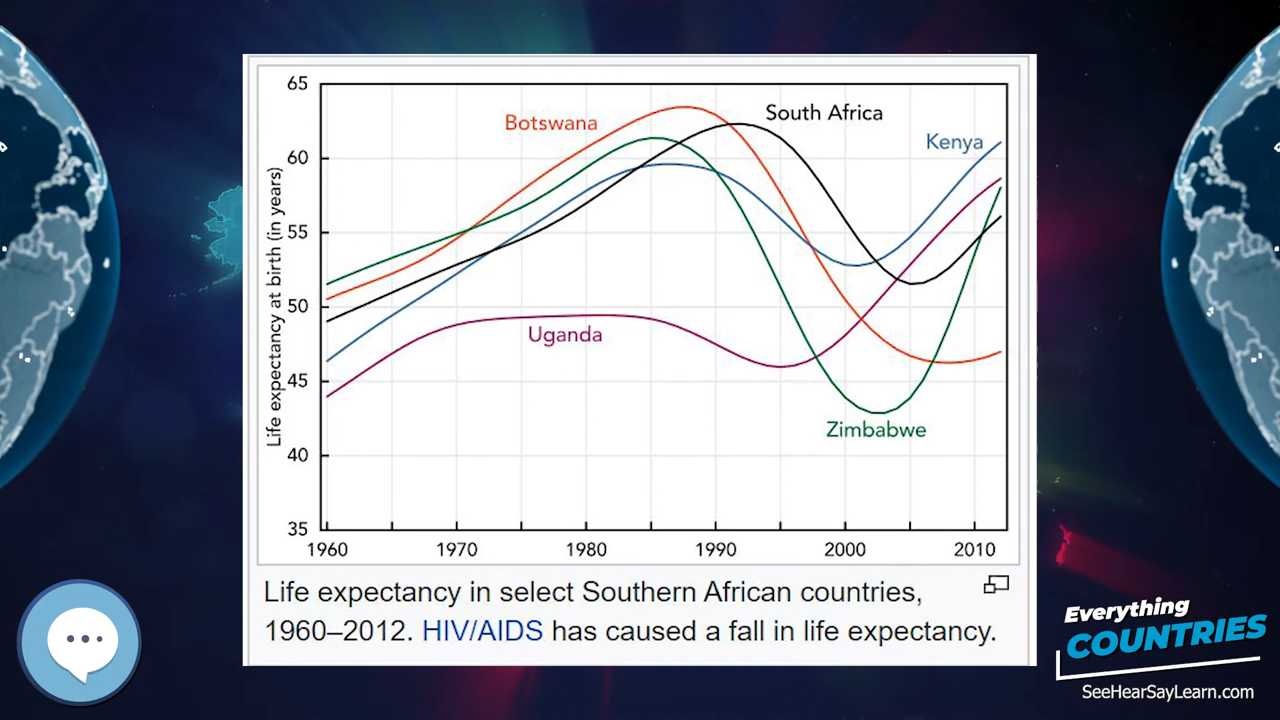 65
60
55
50
45
40
35
Life expectancy at birth (in years)
Botswana
South Africa
Kenya
Uganda
Zimbabwe
1960 1970 1980 1990 2000 2010
Life expectancy in select Southern African countries,
1960–2012. HIV/AIDS has caused a fall in life expectancy.
Everything
COUNTRIES
SeeHearSayLearn.com